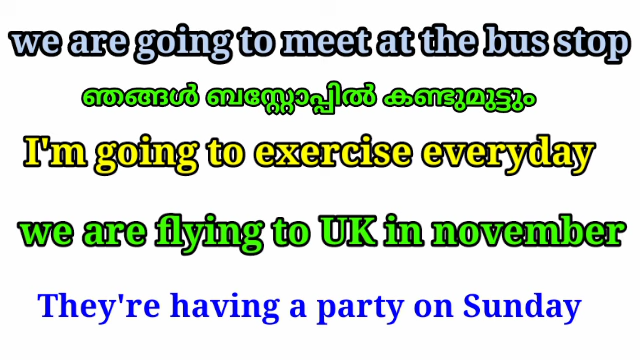 we are going to meet at the bus stop
ഞങ്ങൾ ബസ്റ്റോപ്പിൽ കണ്ടുമുട്ടും
I'm going to exercise everyday
we are flying to UK in november
They're having a party on Sunday